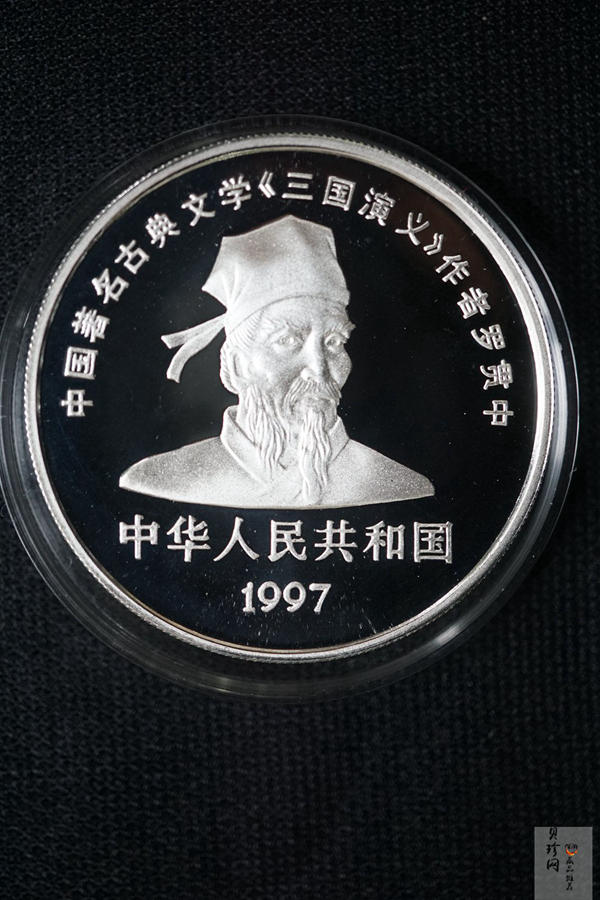 中国著名古典文学《三国演义》作者罗贯中
中华人民共和国
1997
贝珍网